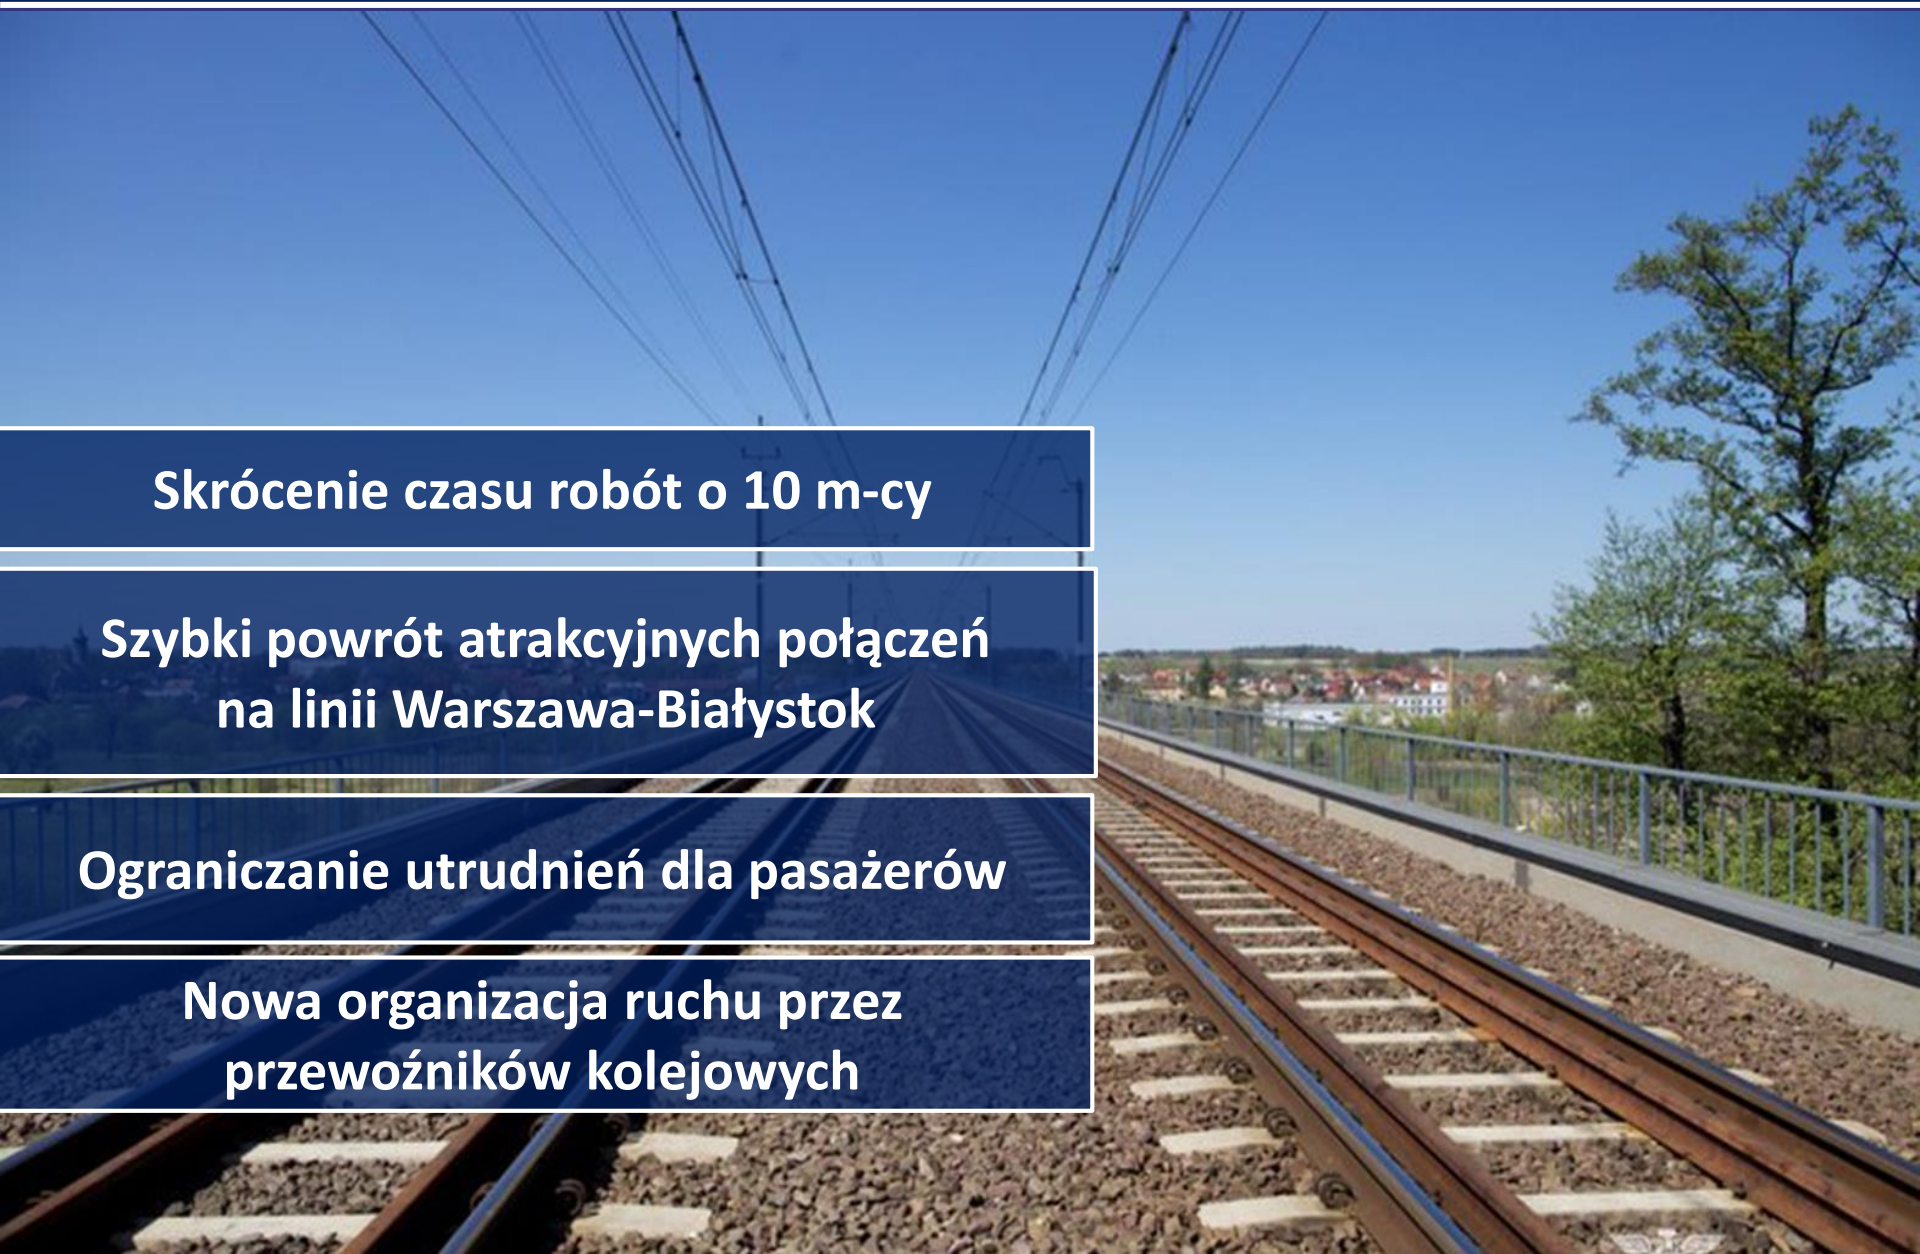 Skrócenie czasu robót o 10 m-cy
Szybki powrót atrakcyjnych połączeń
na linii Warszawa-Białystok
Ograniczanie utrudnień dla pasażerów
Nowa organizacja ruchu przez
przewoźników kolejowych